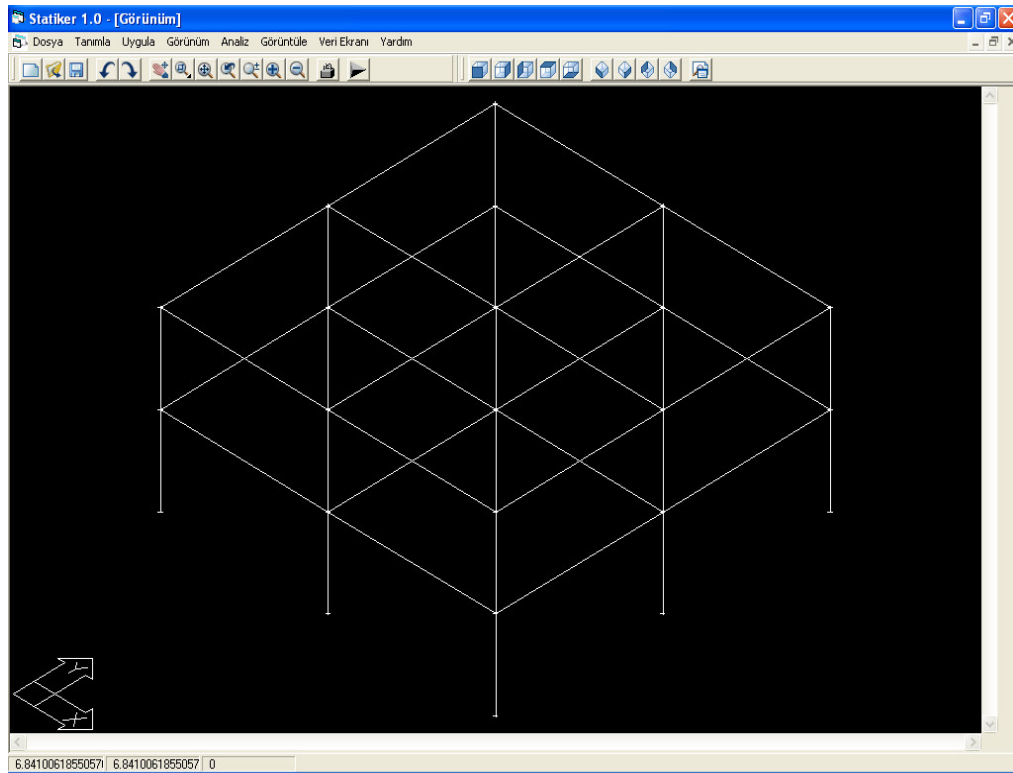 Statiker 1.0 - [Görünüm]
Dosya Tanımla Uygula Görünüm Analiz Görüntüle Veri Ekranı Yardım
Y
X
6.8410061855057 6.8410061855057 0